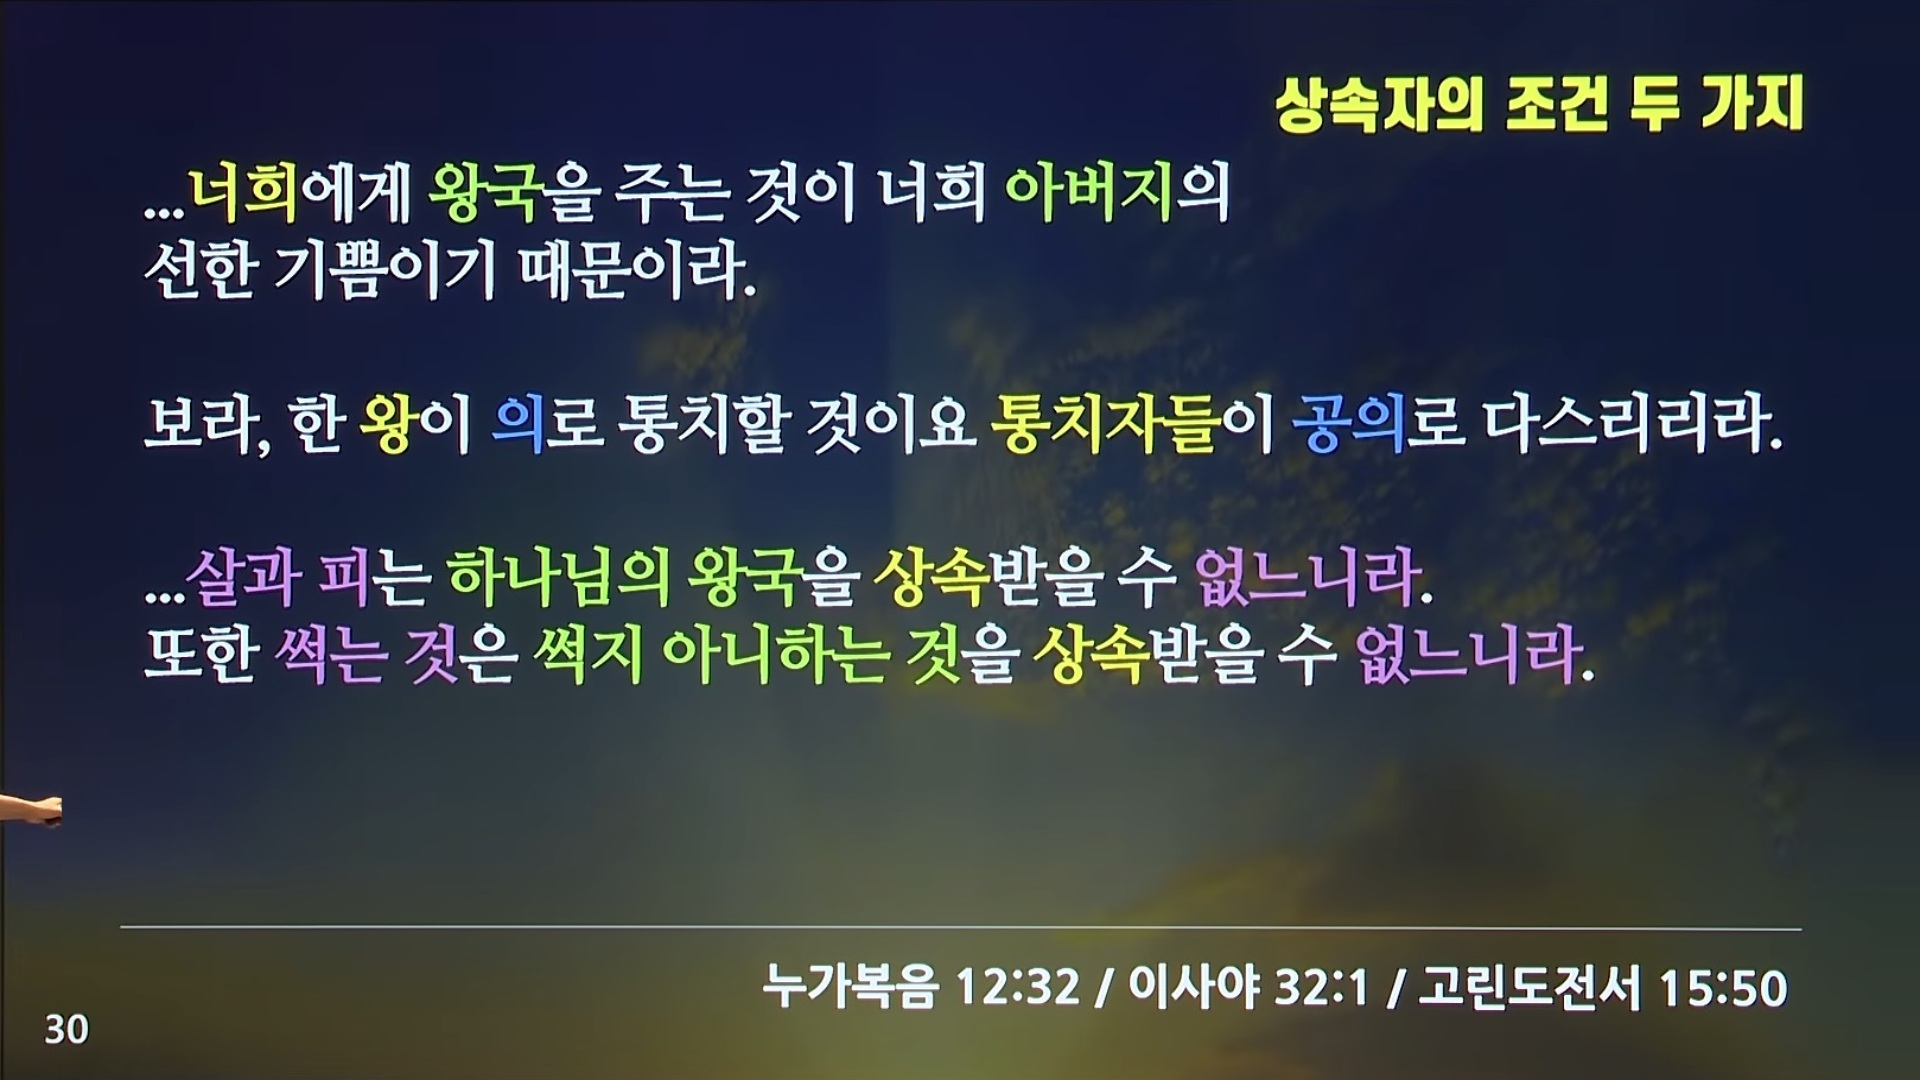 상속자의 조건 두 가지
...너희에게 왕국을 주는 것이 너희 아버지의
선한 기쁨이기 때문이라.
보라, 한 왕이 의로 통치할 것이요 통치자들이 공의로 다스리리라.
...살과 피는 하나님의 왕국을 상속받을 수 없느니라.
또한 썩는 것은 썩지 아니하는 것을 상속받을 수 없느니라.
누가복음 12:32 / 이사야 32:1 / 고린도전서 15:50
30